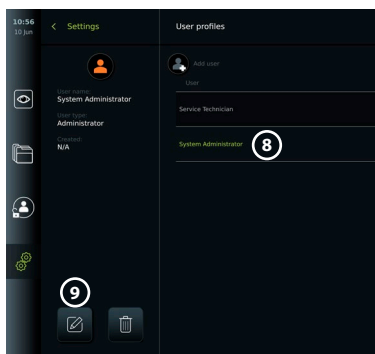 10:56
10 Jun
Settings
User profiles
Add user
User
User name:
System Administrator
User type:
Administrator
Created:
N/A
Service Technician
System Administrator
8
9